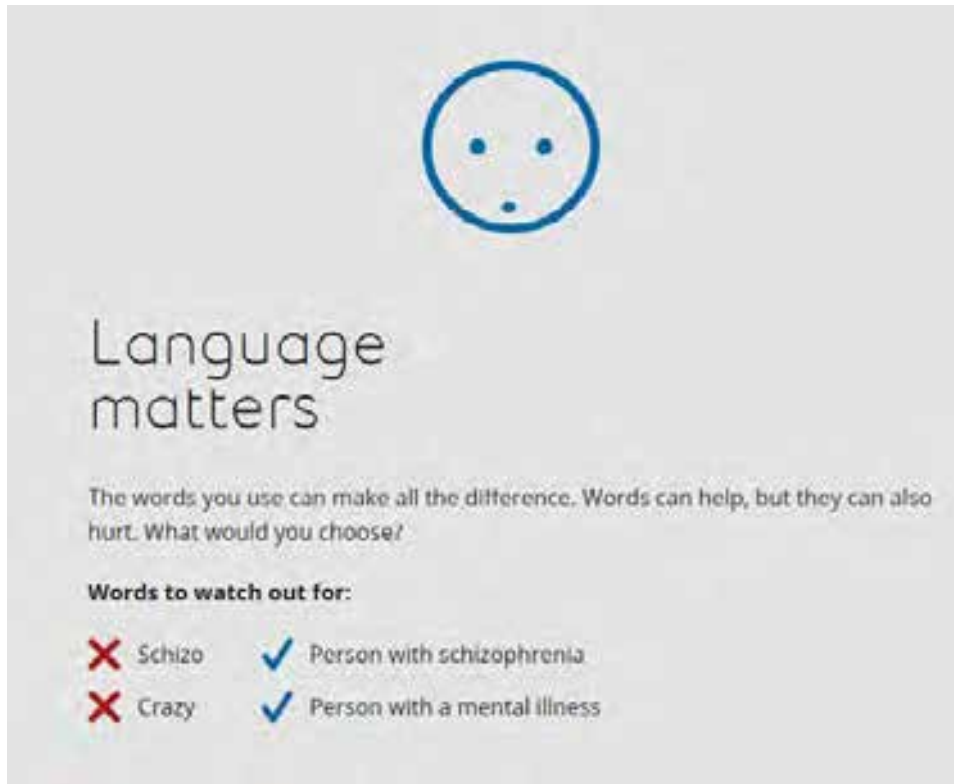 Language
matters
The words you use can make all the difference. Words can help, but they can also
hurt. What would you choose?
Words to watch out for:
Schizo Person with schizophrenia
Crazy Person with a mental illness